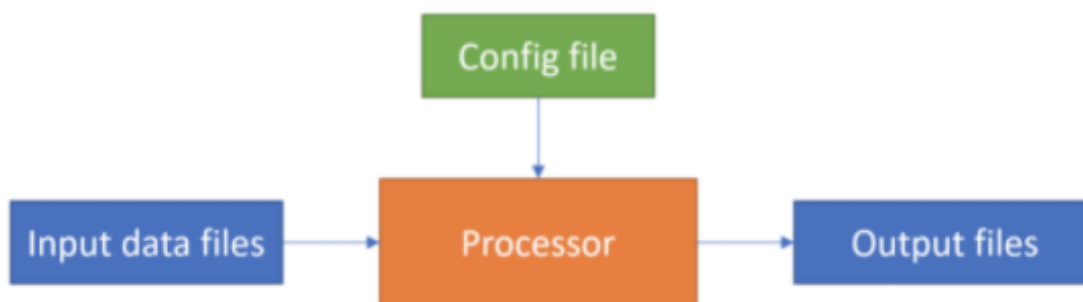 Config file
Input data files
Processor
Output files